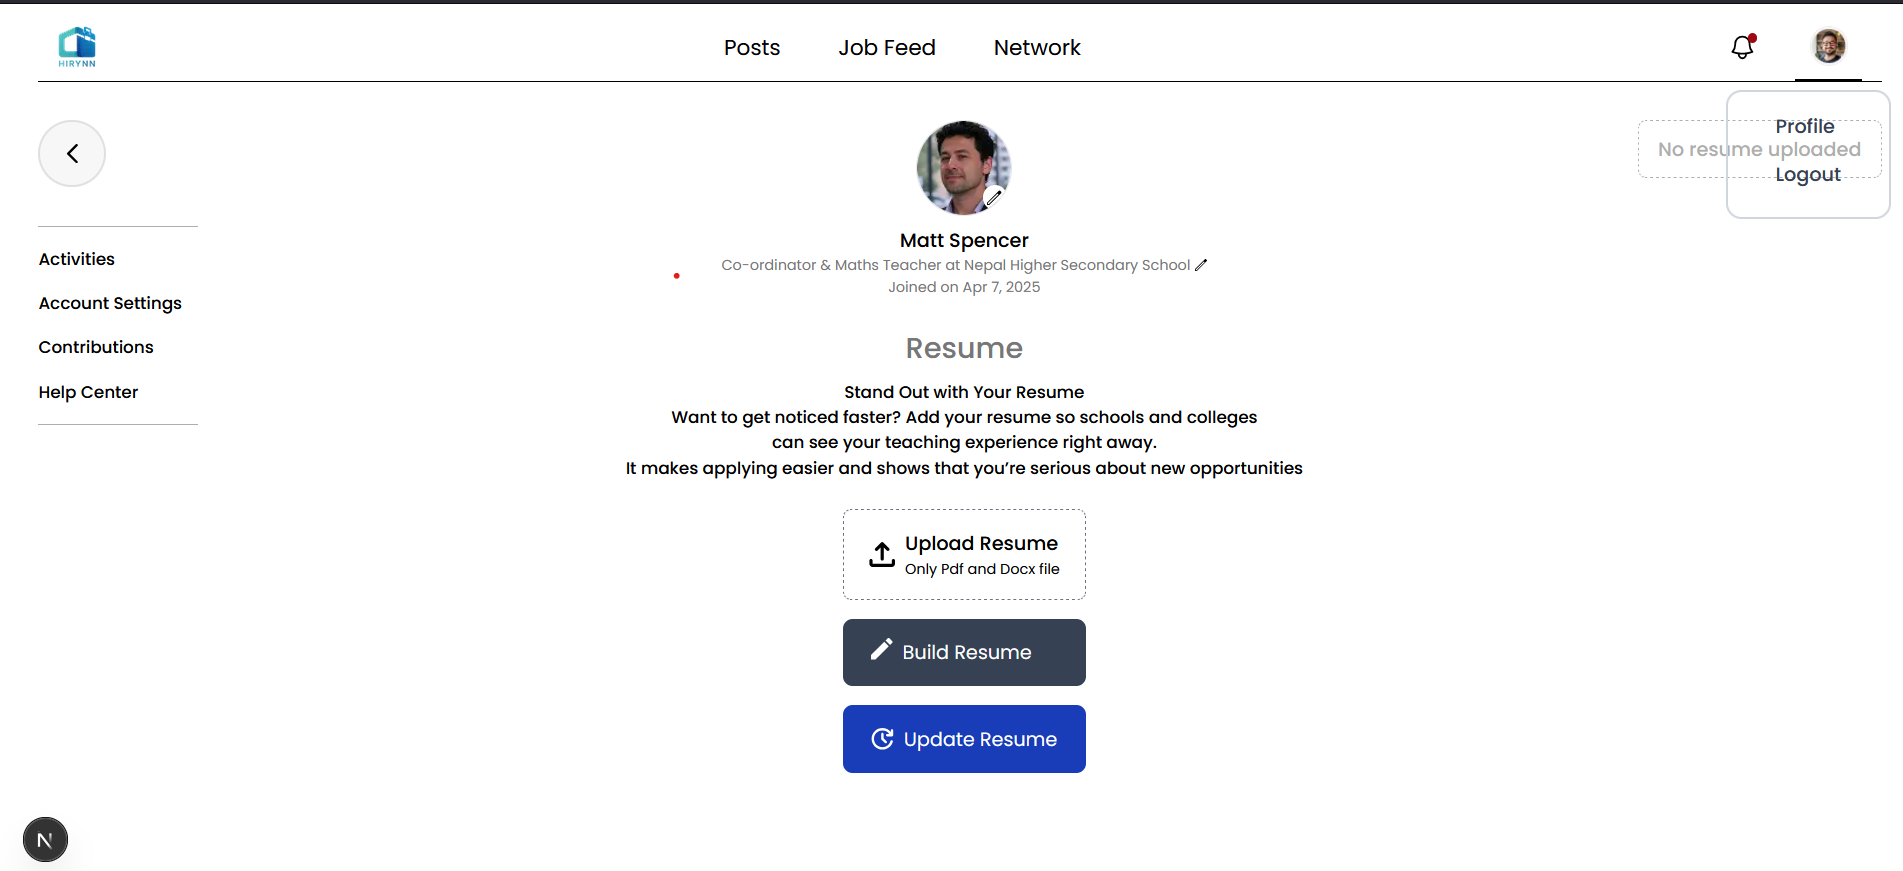 HIRYNN
Posts
Job Feed
Network
Profile
No resume uploaded
Logout
Activities
Account Settings
Contributions
Help Center
Matt Spencer
Co-ordinator & Maths Teacher at Nepal Higher Secondary School
Joined on Apr 7, 2025
Resume
Stand Out with Your Resume
Want to get noticed faster? Add your resume so schools and colleges
can see your teaching experience right away.
It makes applying easier and shows that you’re serious about new opportunities
Upload Resume
Only Pdf and Docx file
Build Resume
Update Resume
N